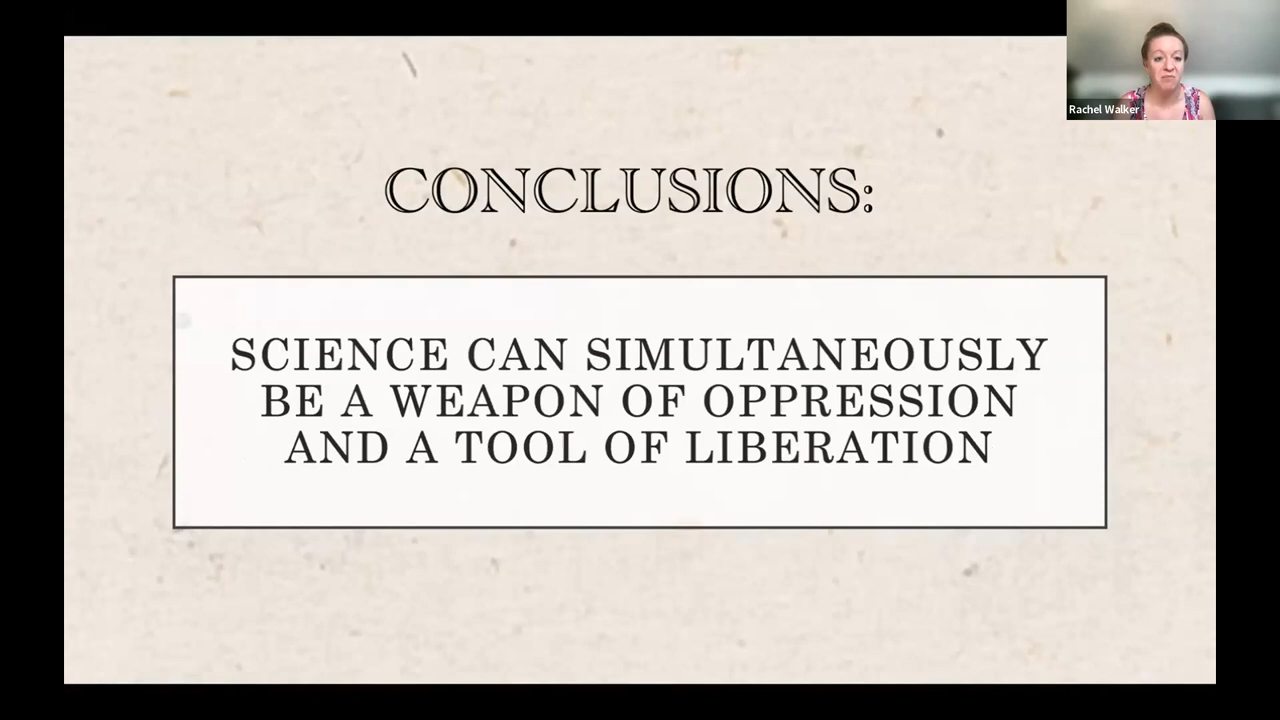 Rachel Walker
CONCLUSIONS:
SCIENCE CAN SIMULTANEOUSLY
BE A WEAPON OF OPPRESSION
AND A TOOL OF LIBERATION